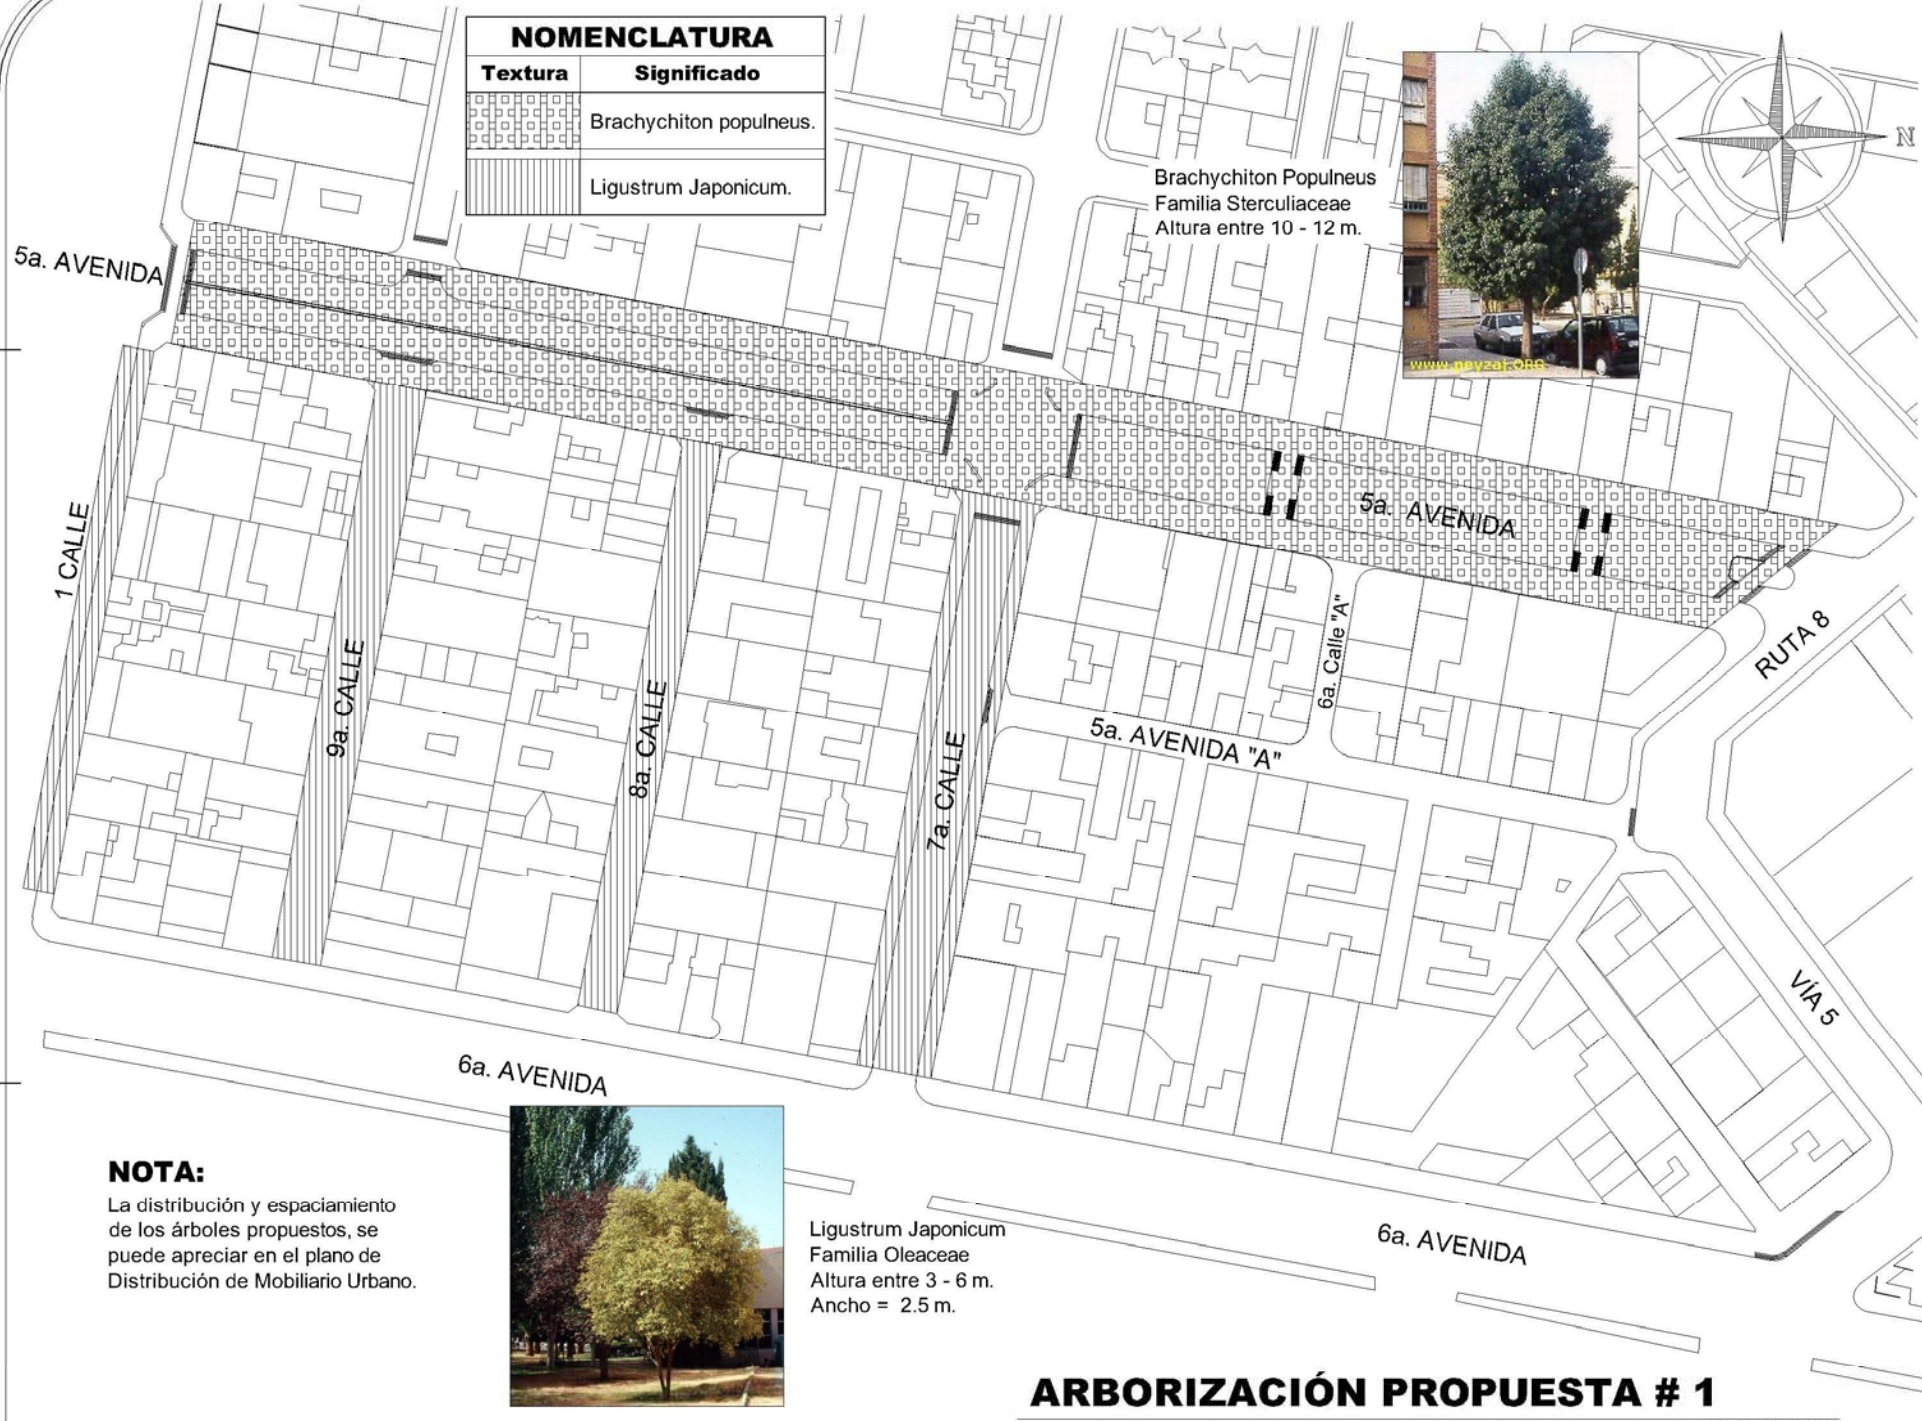 NOMENCLATURA
Textura Significado
Brachychiton populneus.
Ligustrum Japonicum.
Brachychiton Populneus
Familia Sterculiaceae
Altura entre 10 - 12 m.
www.peyzaj.ORG
N
5a. AVENIDA
5a. AVENIDA
1 CALLE
9a. CALLE
8a. CALLE
7a. CALLE
6a. Calle "A"
5a. AVENIDA "A"
RUTA 8
VÍA 5
6a. AVENIDA
6a. AVENIDA
NOTA:
La distribución y espaciamiento
de los árboles propuestos, se
puede apreciar en el plano de
Distribución de Mobiliario Urbano.
Ligustrum Japonicum
Familia Oleaceae
Altura entre 3 - 6 m.
Ancho = 2.5 m.
ARBORIZACIÓN PROPUESTA # 1